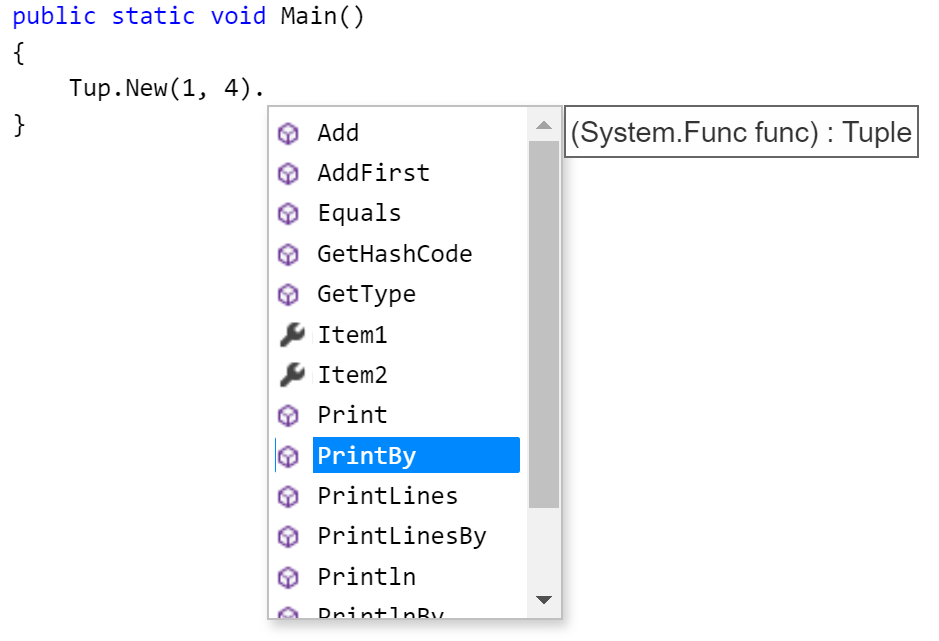 public static void Main()
{
Tup.New(1, 4).
}
Add
AddFirst
Equals
GetHashCode
GetType
Item1
Item2
Print
PrintBy
PrintLines
PrintLinesBy
Println
PrintlnBy
(System.Func func) : Tuple